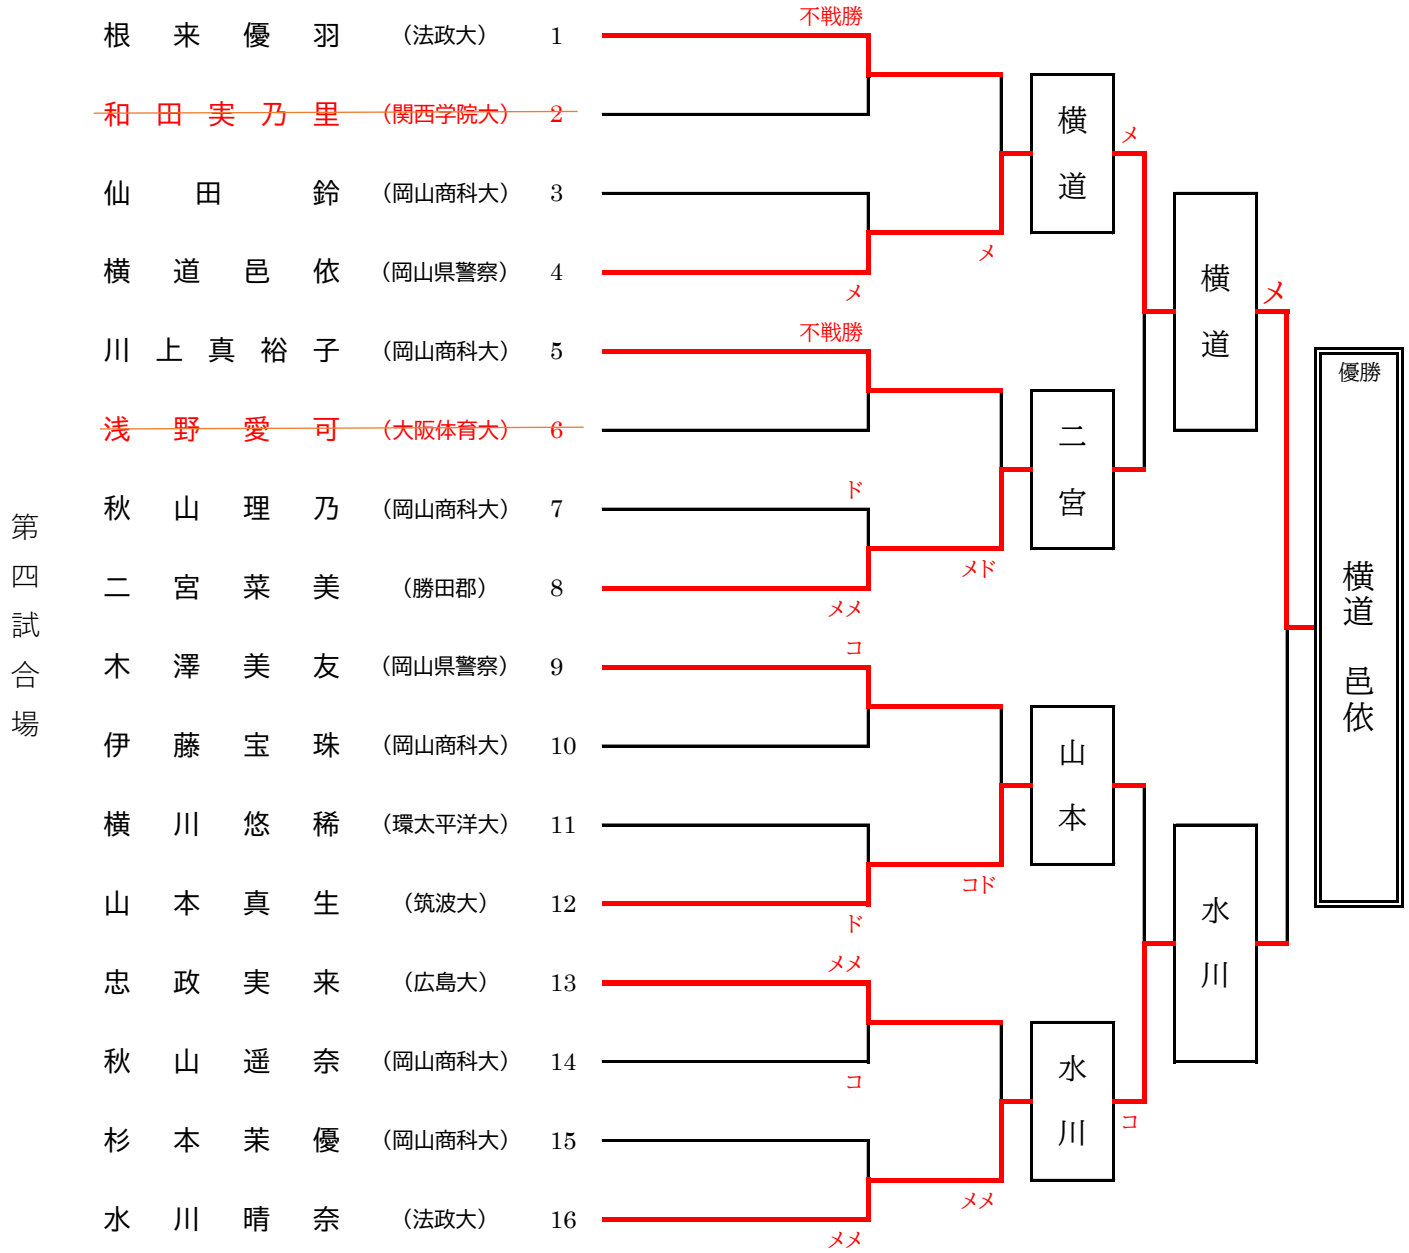 第四試合場
根来優羽 （法政大） 1
和田実乃里 （関西学院大） 2
仙田鈴 （岡山商科大） 3
横道邑依 （岡山県警察） 4
川上真裕子 （岡山商科大） 5
浅野愛可 （大阪体育大） 6
秋山理乃 （岡山商科大） 7
二宮菜美 （勝田郡） 8
木澤美友 （岡山県警察） 9
伊藤宝珠 （岡山商科大） 10
横川悠稀 （環太平洋大） 11
山本真生 （筑波大） 12
忠政実来 （広島大） 13
秋山遥奈 （岡山商科大） 14
杉本茉優 （岡山商科大） 15
水川晴奈 （法政大） 16
不戦勝
メ
不戦勝
ド
メメ
コ
ド
メメ
コ
メメ
メ
メド
コド
メメ
横道
二宮
山本
水川
メ
コ
横道
水川
メ
優勝
横道 邑依